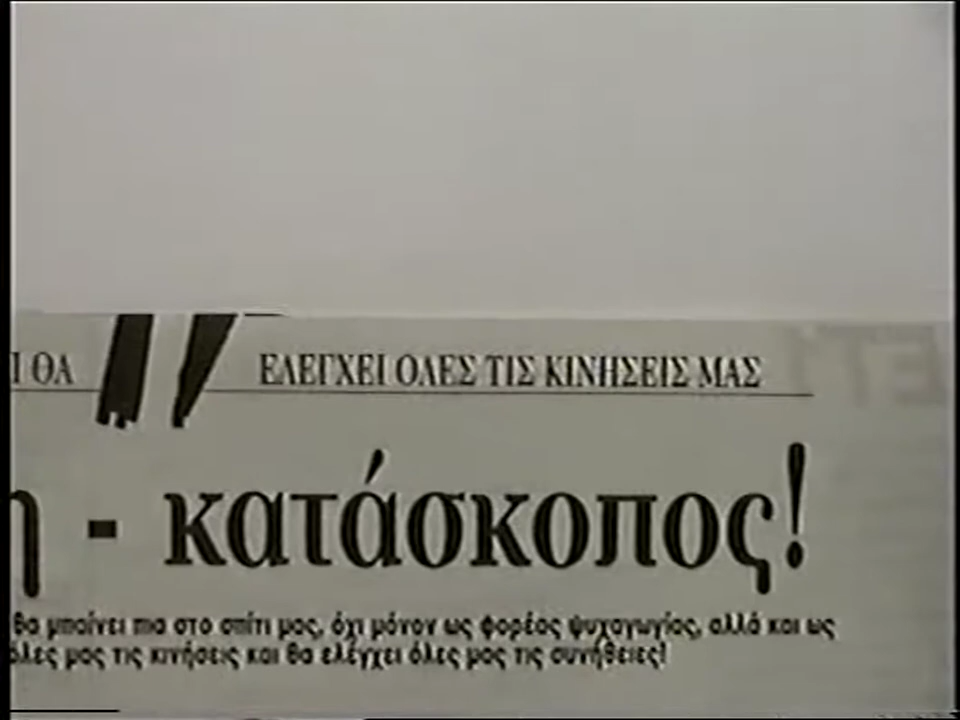 ΘΑ ΕΛΕΓΧΕΙ ΟΛΕΣ ΤΙΣ ΚΙΝΗΣΕΙΣ ΜΑΣ
- κατάσκοπος!
θα μπαίνει πια στο σπίτι μας, όχι μόνον ως φορέας ψυχαγωγίας, αλλά και ως
όλες μας τις κινήσεις και θα ελέγχει όλες μας τις συνήθειες!